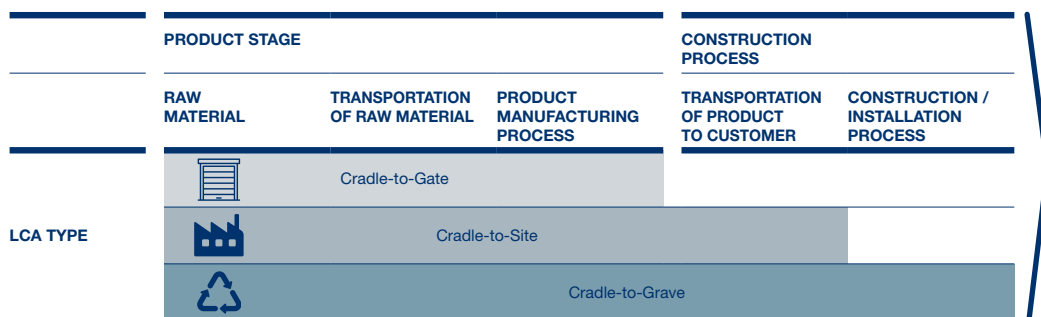 PRODUCT STAGE
CONSTRUCTION
PROCESS
RAW
MATERIAL
TRANSPORTATION
OF RAW MATERIAL
PRODUCT
MANUFACTURING
PROCESS
TRANSPORTATION
OF PRODUCT
TO CUSTOMER
CONSTRUCTION /
INSTALLATION
PROCESS
Cradle-to-Gate
LCA TYPE
Cradle-to-Site
Cradle-to-Grave